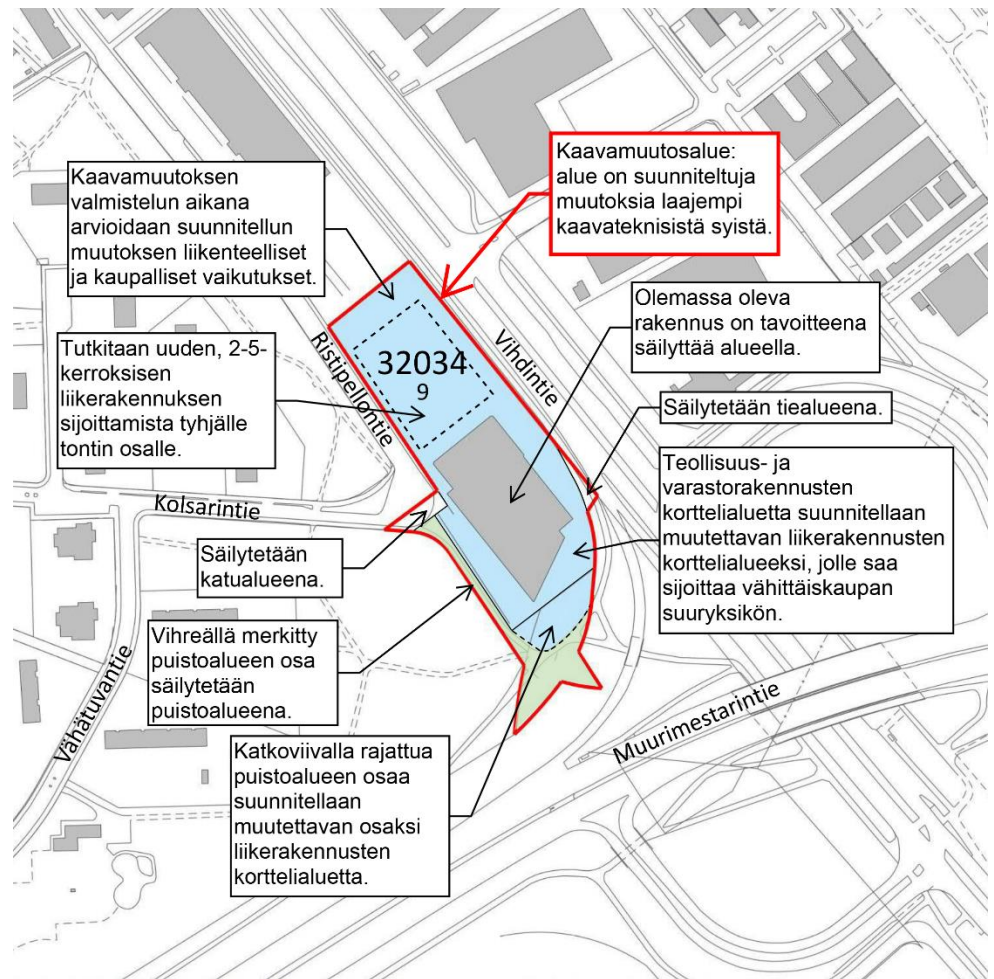 Kaavamuutosalue:
alue on suunniteltuja
muutoksia laajempi
kaavateknisistä syistä.
Kaavamuutoksen
valmistelun aikana
arvioidaan suunnitellun
muutoksen liikenteelliset
ja kaupalliset vaikutukset.
Olemassa oleva
rakennus on tavoitteena
säilyttää alueella.
Tutkitaan uuden, 2-5-
kerroksisen
liikerakennuksen
sijoittamista tyhjälle
tontin osalle.
Ristipellontie
32034
9
Vihdintie
Säilytetään tiealueena.
Teollisuus- ja
varastorakennusten
korttelialuetta suunnitellaan
muutettavan liikerakennusten
korttelialueeksi, jolle saa
sijoittaa vähittäiskaupan
suuryksikön.
Kolsarintie
Säilytetään
katualueena.
Vihreällä merkitty
puistoalueen osa
säilytetään
puistoalueena.
Vähätuvantie
Muurimestarintie
Katkoviivalla rajattua
puistoalueen osaa
suunnitellaan
muutettavan osaksi
liikerakennusten
korttelialuetta.